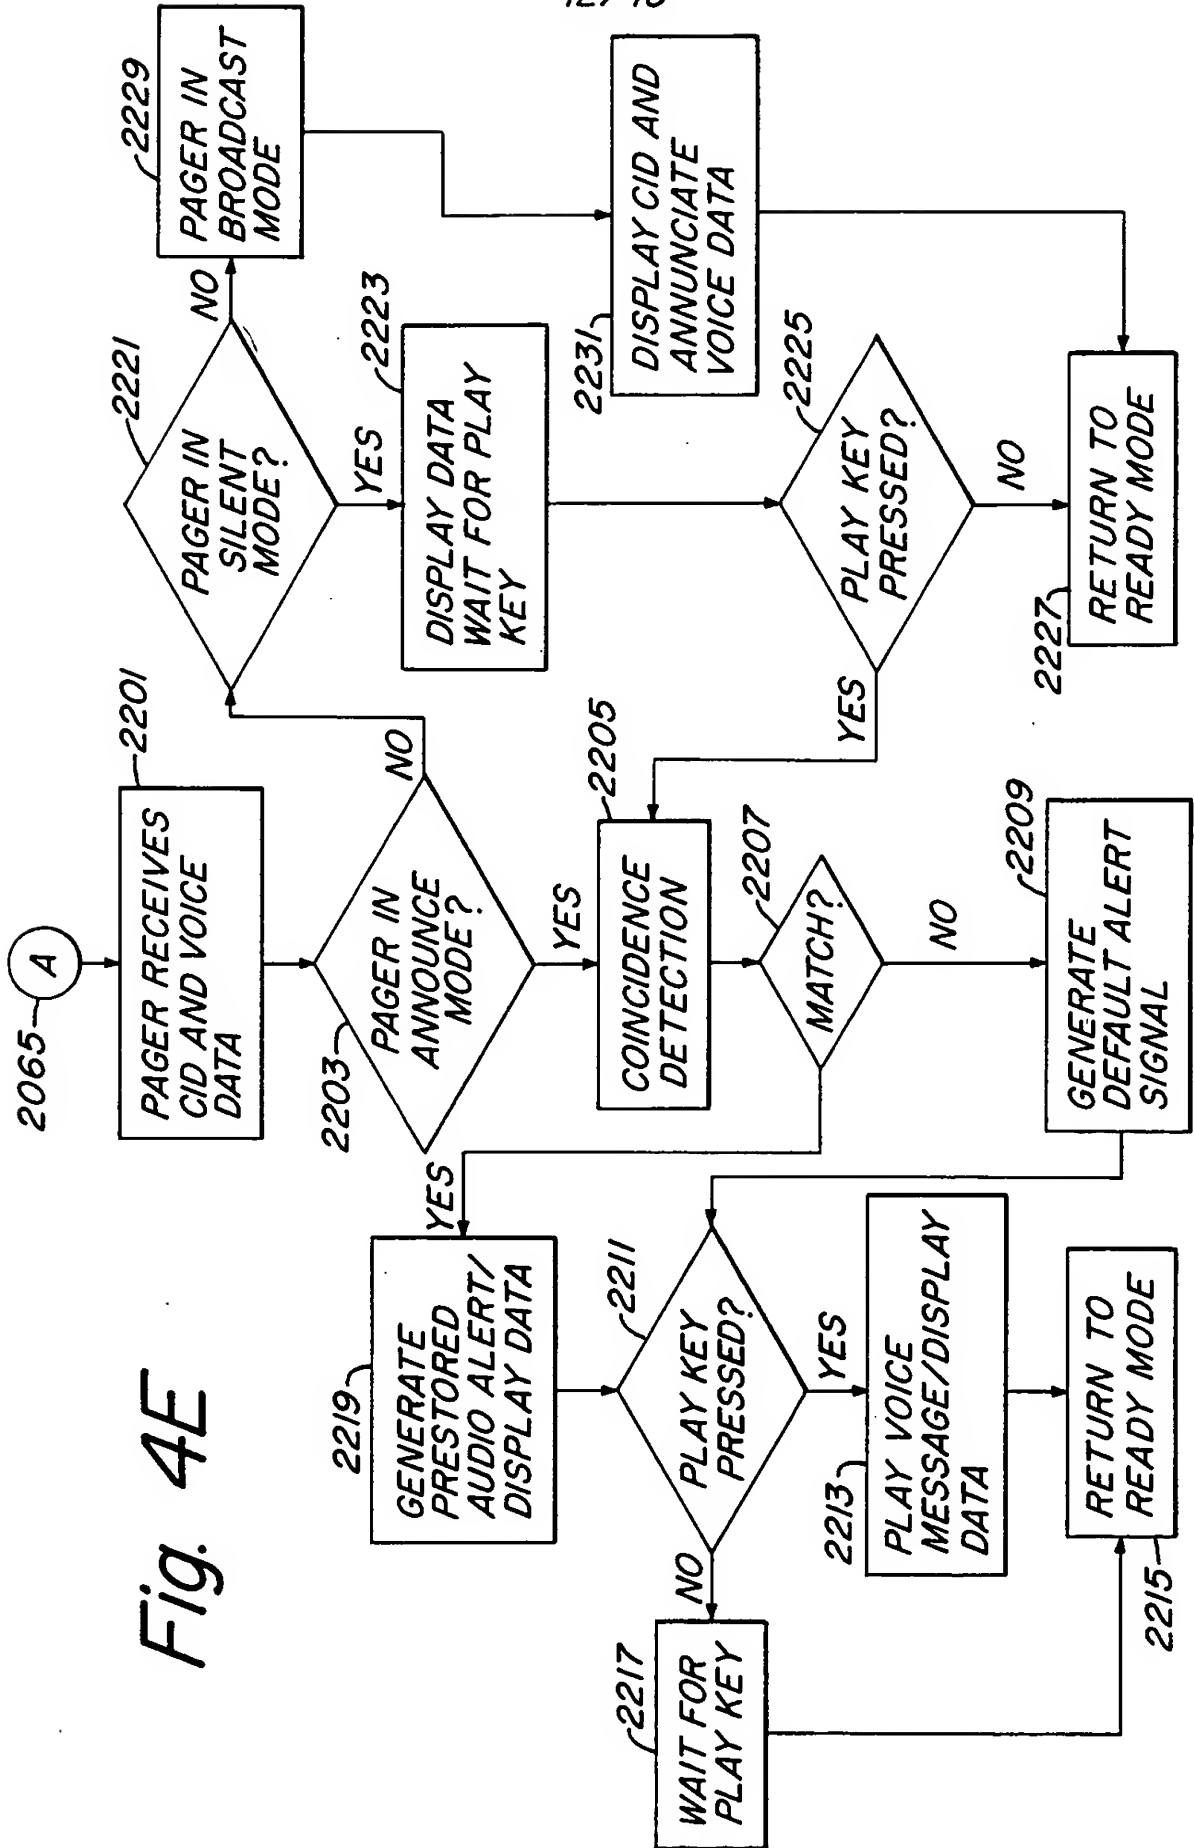 12/18
Fig. 4E
A
2065
2201
PAGER RECEIVES
CID AND VOICE
DATA
2203
PAGER IN
ANNOUNCE
MODE?
NO
YES
2221
PAGER IN
SILENT
MODE?
NO
YES
2229
PAGER IN
BROADCAST
MODE
2223
DISPLAY DATA
WAIT FOR PLAY
KEY
2231
DISPLAY CID AND
ANNUNCIATE
VOICE DATA
2225
PLAY KEY
PRESSED?
YES
NO
2227
RETURN TO
READY MODE
2205
COINCIDENCE
DETECTION
2207
MATCH?
YES
NO
2209
GENERATE
DEFAULT ALERT
SIGNAL
2219
GENERATE
PRESTORED
AUDIO ALERT/
DISPLAY DATA
2211
PLAY KEY
PRESSED?
NO
YES
2213
PLAY VOICE
MESSAGE/DISPLAY
DATA
2217
WAIT FOR
PLAY KEY
2215
RETURN TO
READY MODE